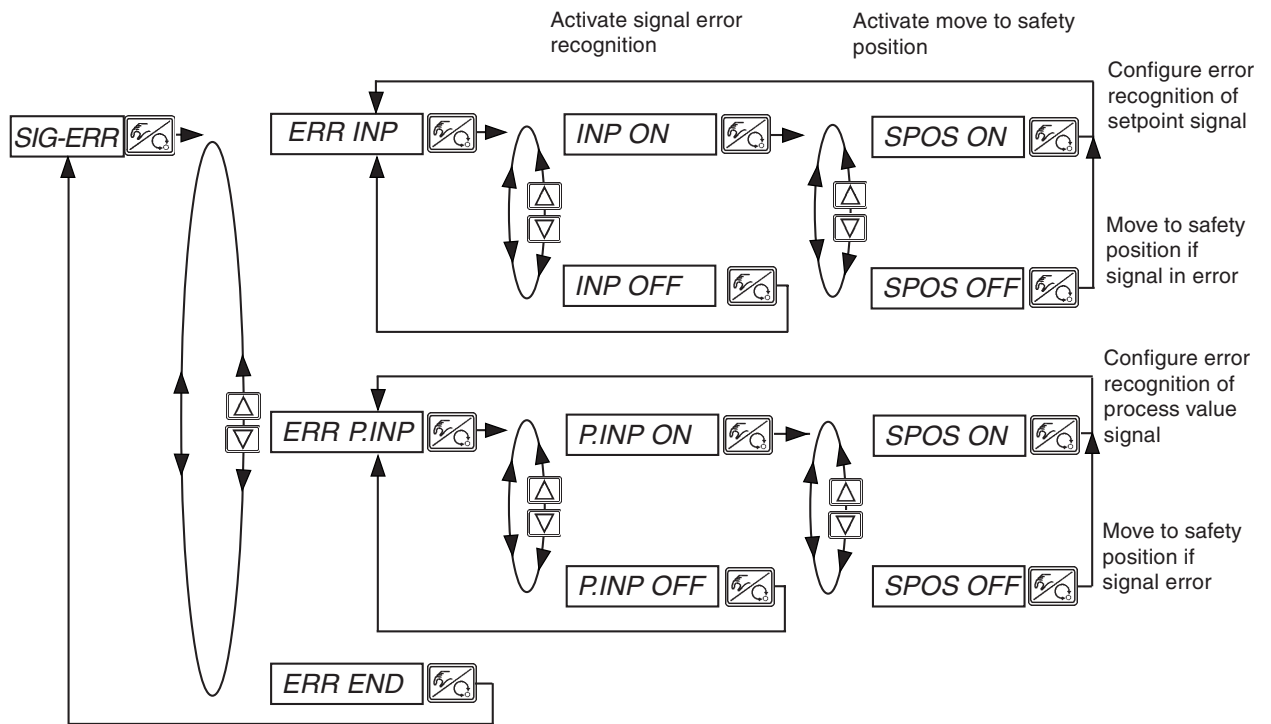 Activate signal error
recognition
Activate move to safety
position
Configure error
recognition of
setpoint signal
SIG-ERR
ERR INP
INP ON
SPOS ON
Move to safety
position if
signal in error
INP OFF
SPOS OFF
Configure error
recognition of
process value
signal
ERR P.INP
P.INP ON
SPOS ON
Move to safety
position if
signal error
P.INP OFF
SPOS OFF
ERR END